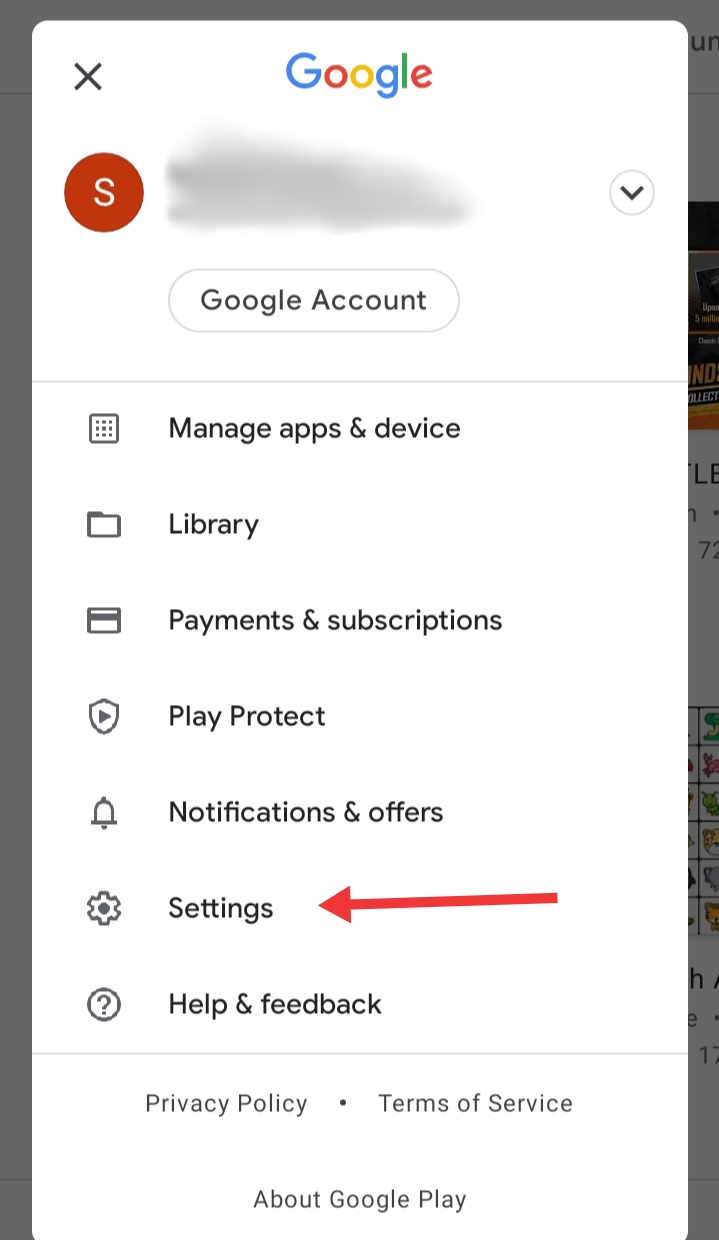 Google
S
Google Account
Manage apps & device
Library
Payments & subscriptions
Play Protect
Notifications & offers
Settings
Help & feedback
Privacy Policy • Terms of Service
About Google Play